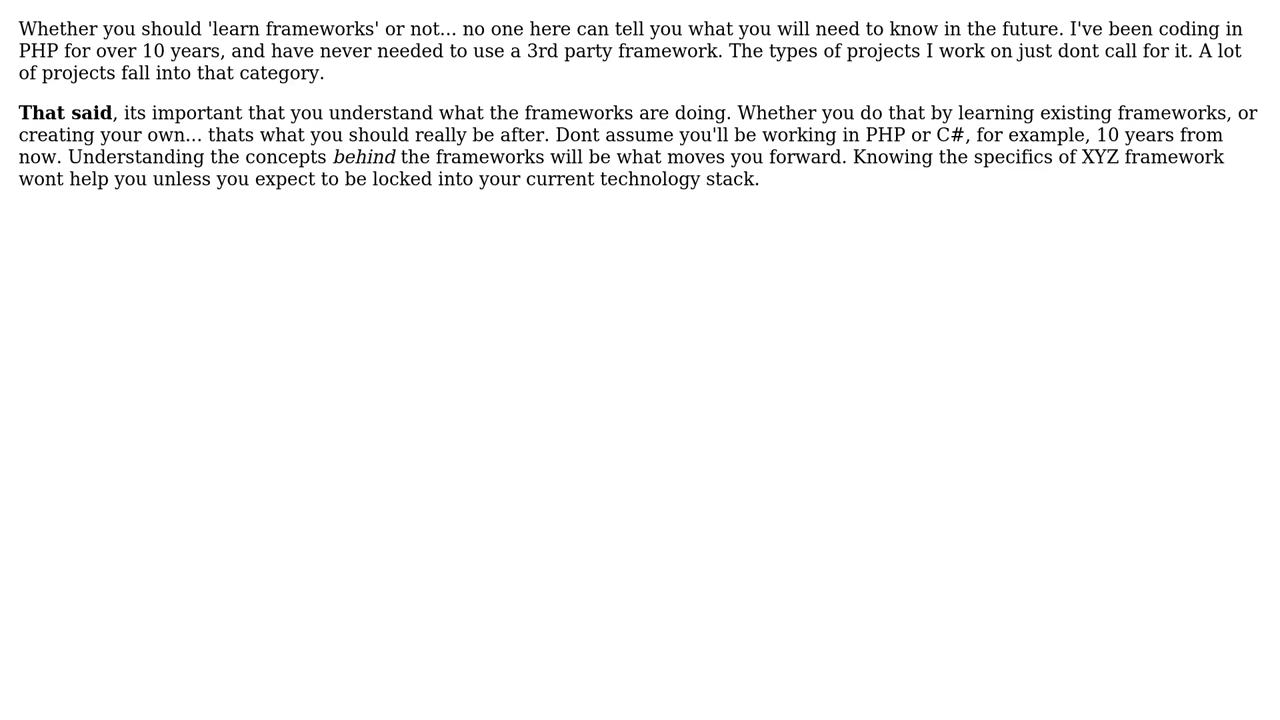 Whether you should 'learn frameworks' or not... no one here can tell you what you will need to know in the future. I've been coding in
PHP for over 10 years, and have never needed to use a 3rd party framework. The types of projects I work on just dont call for it. A lot
of projects fall into that category.
That said, its important that you understand what the frameworks are doing. Whether you do that by learning existing frameworks, or
creating your own... thats what you should really be after. Dont assume you'll be working in PHP or C#, for example, 10 years from
now. Understanding the concepts behind the frameworks will be what moves you forward. Knowing the specifics of XYZ framework
wont help you unless you expect to be locked into your current technology stack.